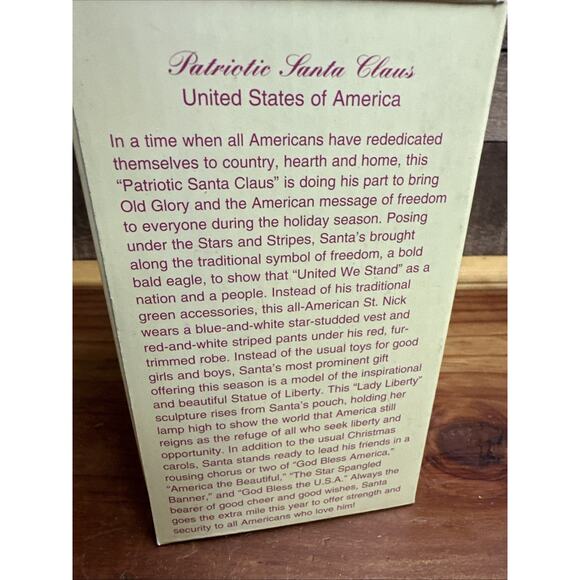 Patriotic Santa Claus
United States of America
In a time when all Americans have rededicated
themselves to country, hearth and home, this
“Patriotic Santa Claus” is doing his part to bring
Old Glory and the American message of freedom
to everyone during the holiday season. Posing
under the Stars and Stripes, Santa’s brought
along the traditional symbol of freedom, a bold
bald eagle, to show that “United We Stand” as a
nation and a people. Instead of his traditional
green accessories, this all-American St. Nick
wears a blue-and-white star-studded vest and
red-and-white striped pants under his red, fur-
trimmed robe. Instead of the usual toys for good
girls and boys, Santa’s most prominent gift
offering this season is a model of the inspirational
and beautiful Statue of Liberty. This “Lady Liberty”
sculpture rises from Santa’s pouch, holding her
lamp high to show the world that America still
reigns as the refuge of all who seek liberty and
opportunity. In addition to the usual Christmas
carols, Santa stands ready to lead his friends in a
rousing chorus or two of “God Bless America,”
“America the Beautiful,” “The Star Spangled
Banner,” and “God Bless the U.S.A.” Always the
bearer of good cheer and good wishes, Santa
goes the extra mile this year to offer strength and
security to all Americans who love him!